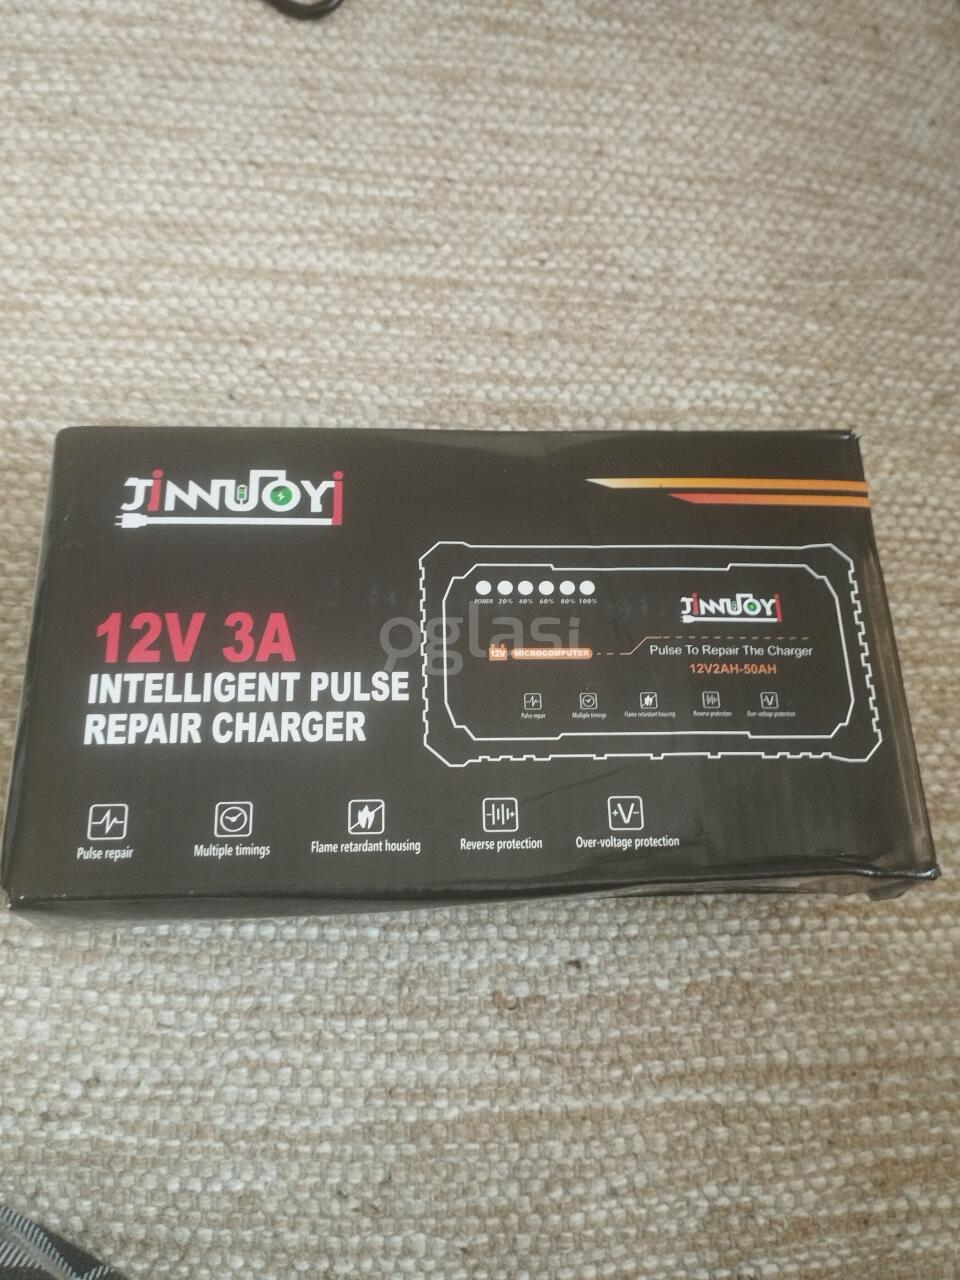 JiNNUOYj
12V 3A
INTELLIGENT PULSE
REPAIR CHARGER
Pulse repair
Multiple timings
Flame retardant housing
Reverse protection
Over-voltage protection
POWER 20% 40% 60% 80% 100%
JiNNUOYj
12V MICROCOMPUTER
Pulse To Repair The Charger
12V2AH-50AH
Pulse repair
Multiple timings
Flame retardant housing
Reverse protection
Over-voltage protection
oglasi